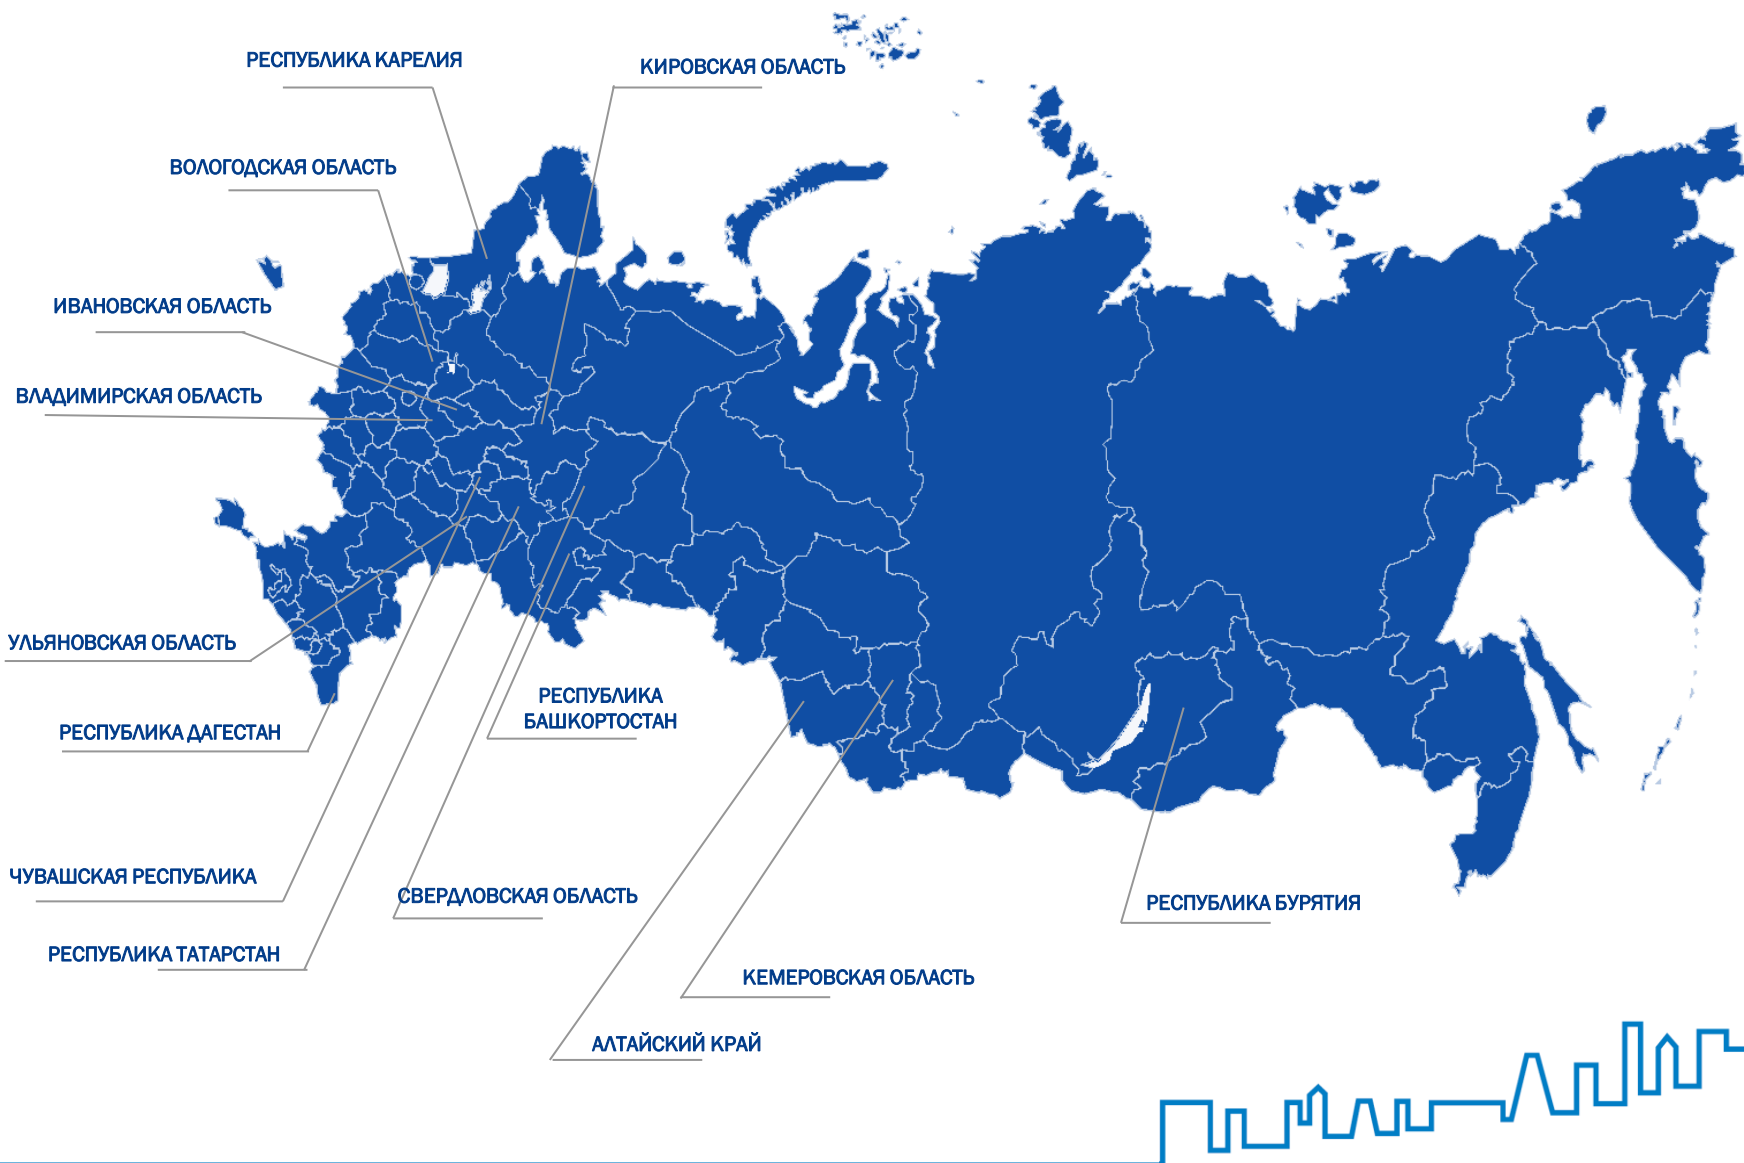 РЕСПУБЛИКА КАРЕЛИЯ
КИРОВСКАЯ ОБЛАСТЬ
ВОЛОГОДСКАЯ ОБЛАСТЬ
ИВАНОВСКАЯ ОБЛАСТЬ
ВЛАДИМИРСКАЯ ОБЛАСТЬ
УЛЬЯНОВСКАЯ ОБЛАСТЬ
РЕСПУБЛИКА
БАШКОРТОСТАН
РЕСПУБЛИКА ДАГЕСТАН
ЧУВАШСКАЯ РЕСПУБЛИКА
СВЕРДЛОВСКАЯ ОБЛАСТЬ
РЕСПУБЛИКА БУРЯТИЯ
РЕСПУБЛИКА ТАТАРСТАН
КЕМЕРОВСКАЯ ОБЛАСТЬ
АЛТАЙСКИЙ КРАЙ